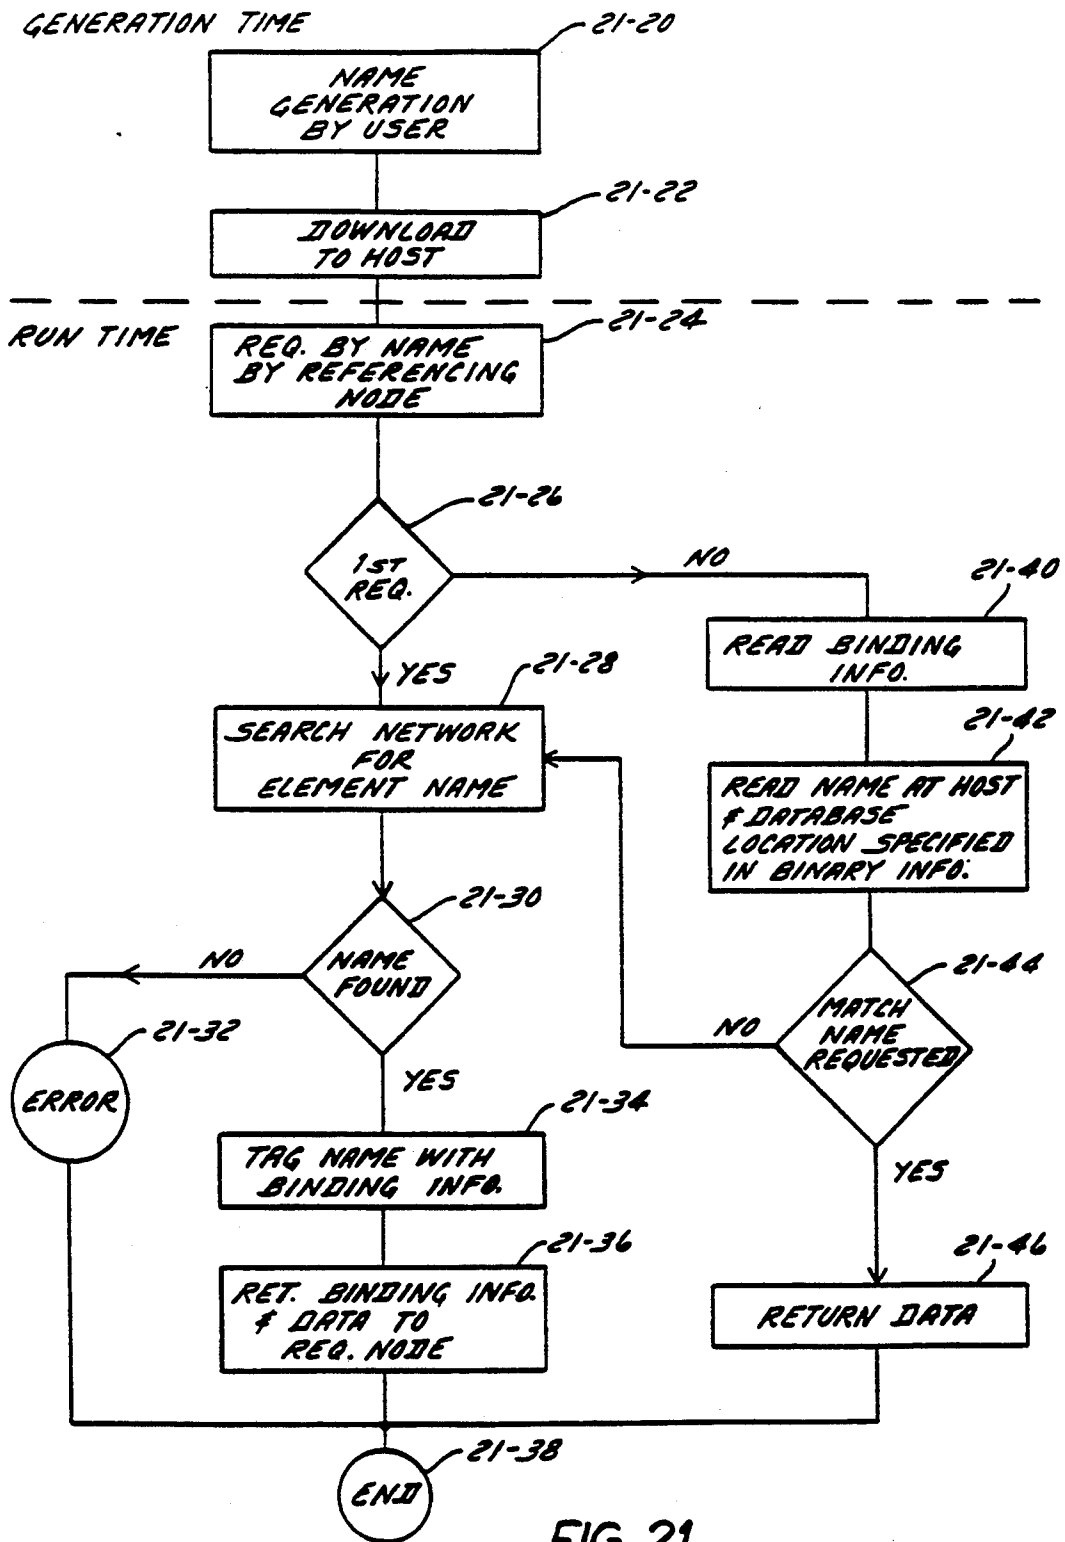 GENERATION TIME
21-20
NAME
GENERATION
BY USER
21-22
DOWNLOAD
TO HOST
RUN TIME
21-24
REQ. BY NAME
BY REFERENCING
NODE
21-26
1ST
REQ.
NO
21-40
READ BINDING
INFO.
YES
21-28
SEARCH NETWORK
FOR
ELEMENT NAME
21-42
READ NAME AT HOST
& DATABASE
LOCATION SPECIFIED
IN BINARY INFO.
21-30
NAME
FOUND
NO
21-32
ERROR
21-44
MATCH
NAME
REQUESTED
NO
YES
21-34
TAG NAME WITH
BINDING INFO.
YES
21-36
RET. BINDING INFO.
& DATA TO
REQ. NODE
21-46
RETURN DATA
21-38
END
FIG. 21